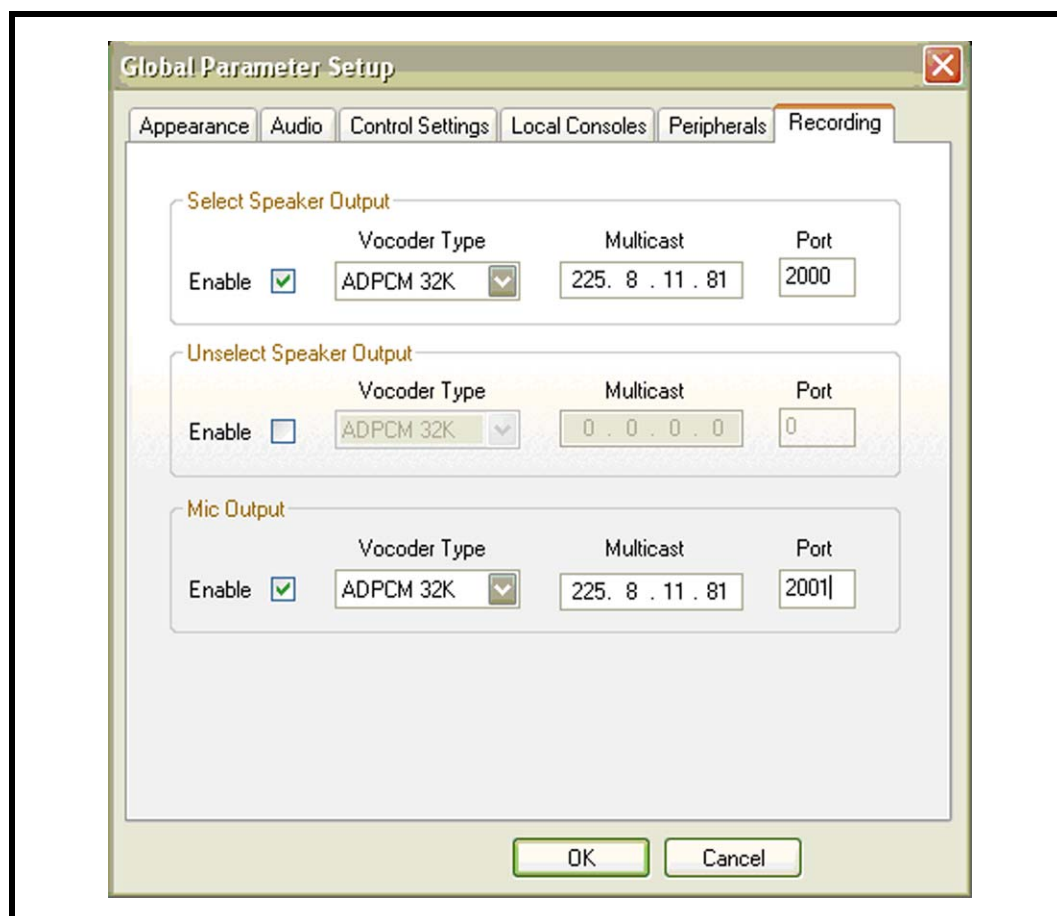 Global Parameter Setup
Appearance Audio Control Settings Local Consoles Peripherals Recording
Select Speaker Output
Vocoder Type Multicast Port
Enable ADPCM 32K 225. 8 . 11 . 81 2000
Unselect Speaker Output
Vocoder Type Multicast Port
Enable ADPCM 32K 0 . 0 . 0 . 0 0
Mic Output
Vocoder Type Multicast Port
Enable ADPCM 32K 225. 8 . 11 . 81 2001
OK Cancel